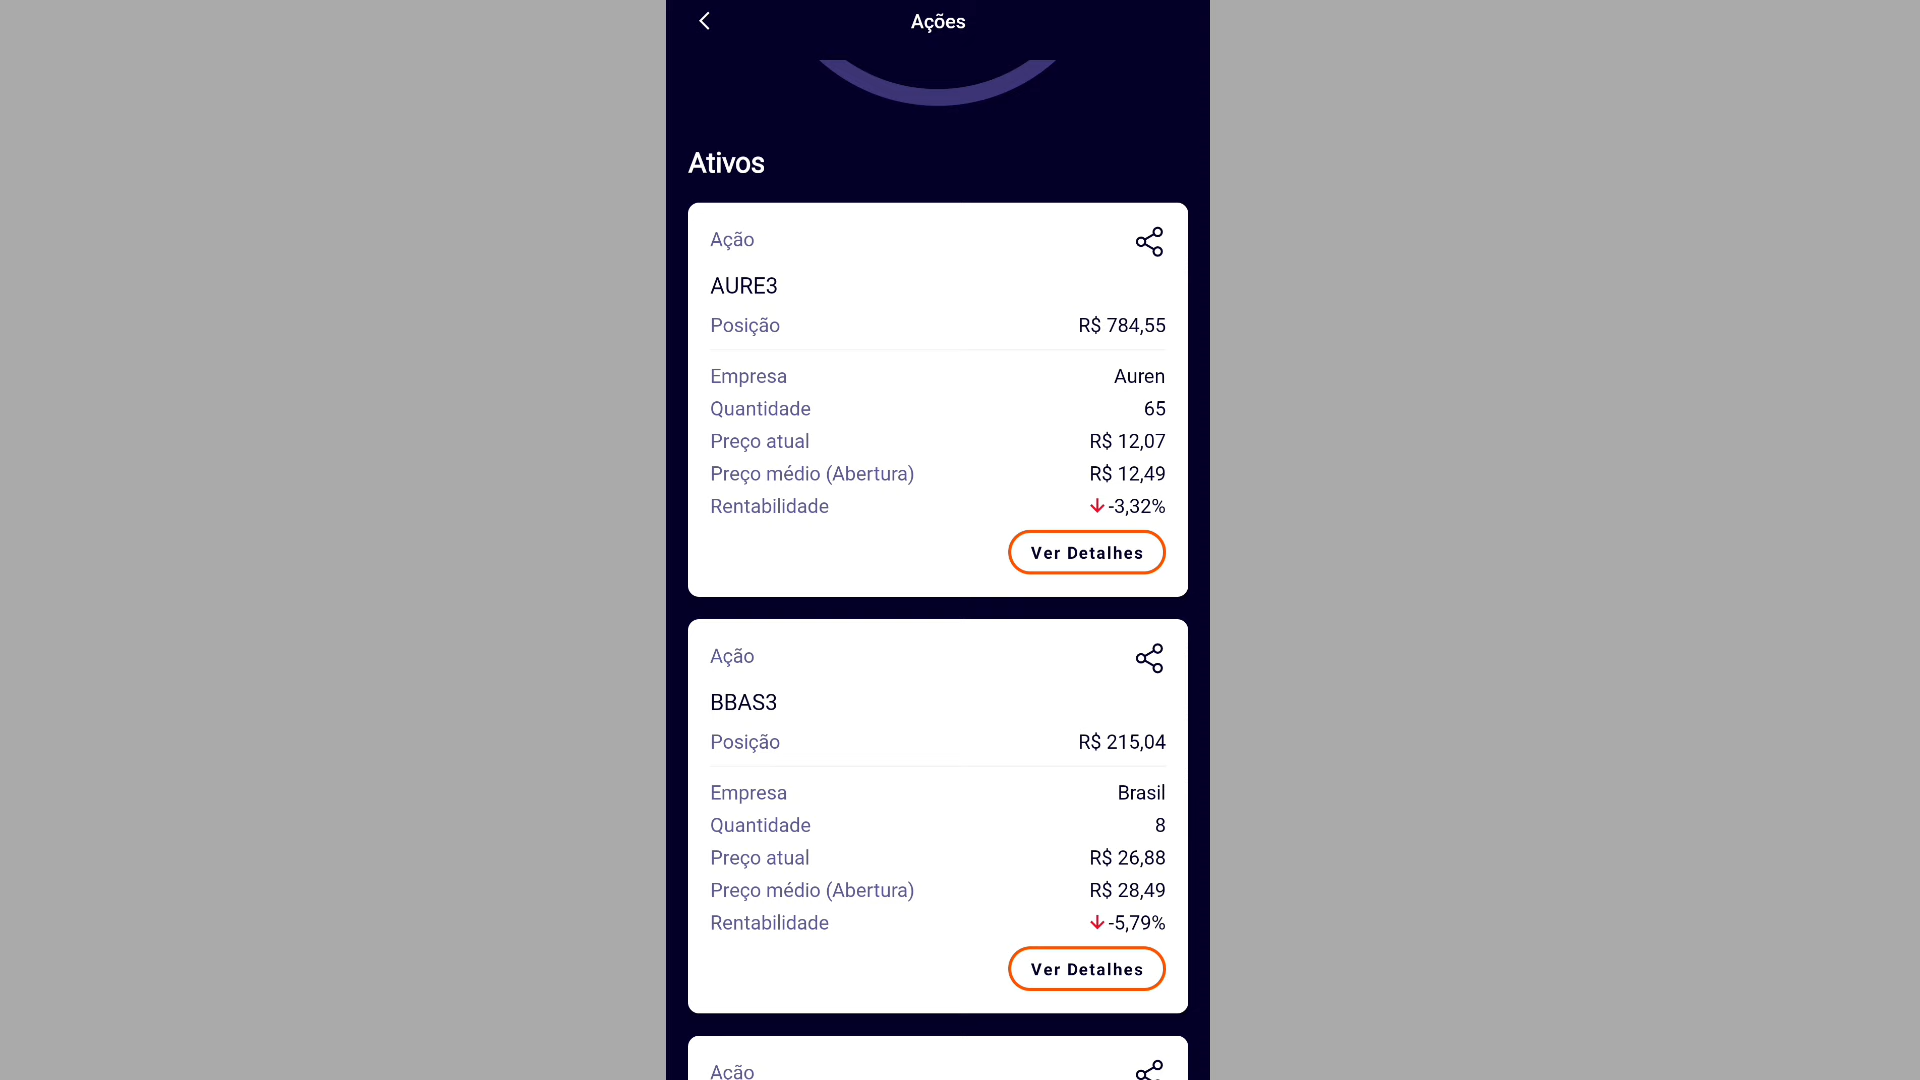 Ações
Ativos
Ação
AURE3
Posição R$ 784,55
Empresa Auren
Quantidade 65
Preço atual R$ 12,07
Preço médio (Abertura) R$ 12,49
Rentabilidade -3,32%
Ver Detalhes
Ação
BBAS3
Posição R$ 215,04
Empresa Brasil
Quantidade 8
Preço atual R$ 26,88
Preço médio (Abertura) R$ 28,49
Rentabilidade -5,79%
Ver Detalhes
Ação